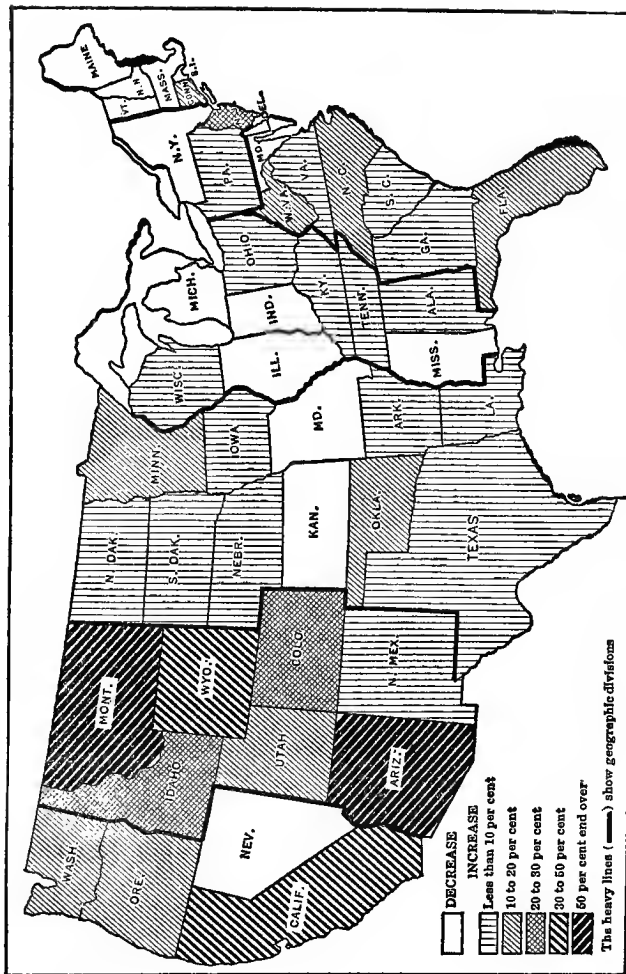 WASH
ORE.
CALIF.
NEV.
IDAHO
MONT.
WYO.
UTAH
COLO
ARIZ.
N. MEX.
N. DAK.
S. DAK.
NEBR.
KAN.
OKLA.
TEXAS
MINN
IOWA
MD.
ARK.
LA.
WISC.
ILL.
MICH.
IND.
OHIO
KY.
TENN.
MISS.
ALA.
GA.
FLA.
S. C.
N. C.
VA.
W. VA.
MD.
DEL.
PA.
N.Y.
VT.
N. H
MAINE
MASS.
CONN
R.I.
DECREASE
INCREASE
Less than 10 per cent
10 to 20 per cent
20 to 30 per cent
30 to 50 per cent
50 per cent end over
The heavy lines (▬) show geographic divisions